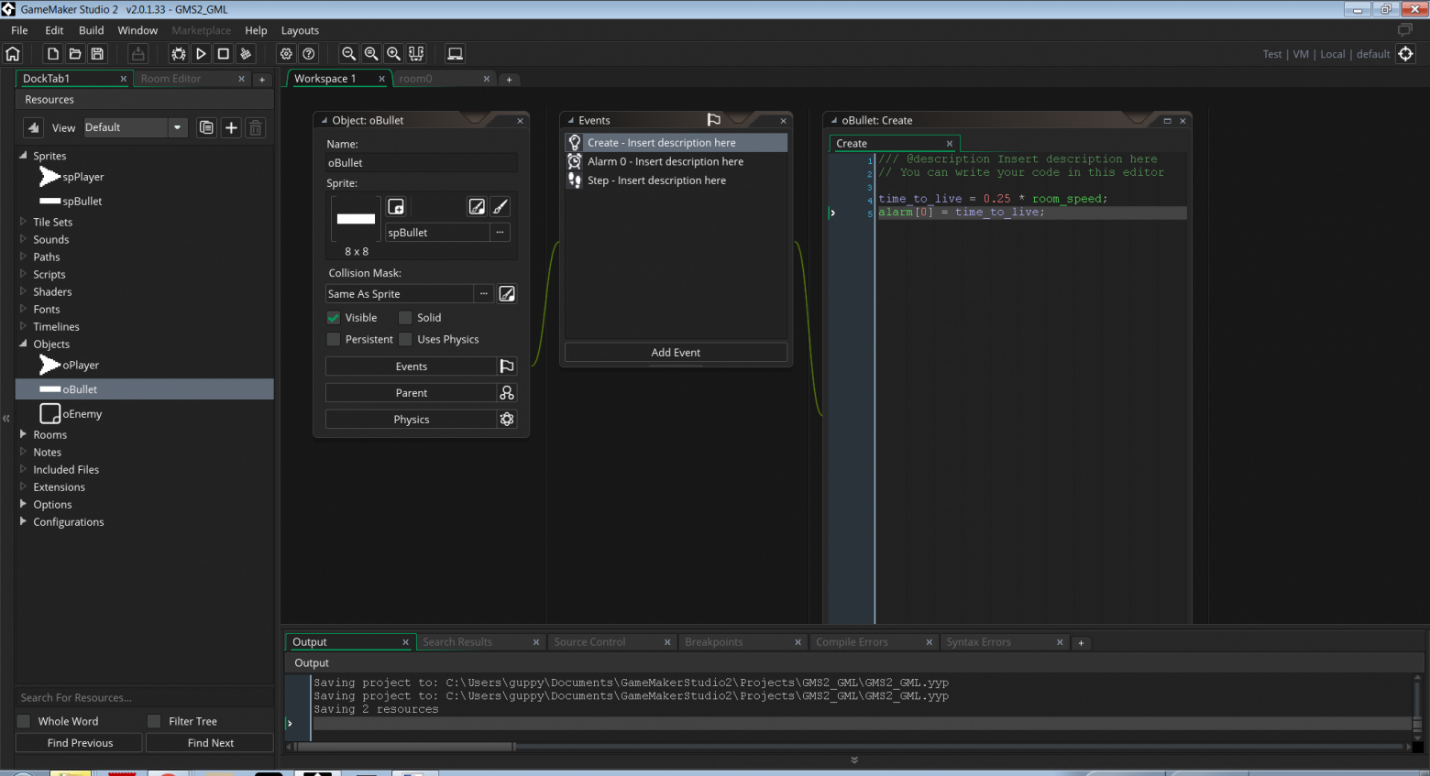 GameMaker Studio 2 v2.0.1.33 - GMS2_GML
File Edit Build Window Marketplace Help Layouts
Test | VM | Local | default
DockTab1 Room Editor
Resources
View Default
Sprites
spPlayer
spBullet
Tile Sets
Sounds
Paths
Scripts
Shaders
Fonts
Timelines
Objects
oPlayer
oBullet
oEnemy
Rooms
Notes
Included Files
Extensions
Options
Configurations
Search For Resources...
Whole Word Filter Tree
Find Previous Find Next
Workspace 1 room0
Object: oBullet
Name:
oBullet
Sprite:
spBullet
8 x 8
Collision Mask:
Same As Sprite
Visible Solid
Persistent Uses Physics
Events
Parent
Physics
Events
Create - Insert description here
Alarm 0 - Insert description here
Step - Insert description here
Add Event
oBullet: Create
Create
1 /// @description Insert description here
2 // You can write your code in this editor
3
4 time_to_live = 0.25 * room_speed;
5 alarm[0] = time_to_live;
Output Search Results Source Control Breakpoints Compile Errors Syntax Errors
Output
Saving project to: C:\Users\guppy\Documents\GameMakerStudio2\Projects\GMS2_GML\GMS2_GML.yyp
Saving project to: C:\Users\guppy\Documents\GameMakerStudio2\Projects\GMS2_GML\GMS2_GML.yyp
Saving 2 resources